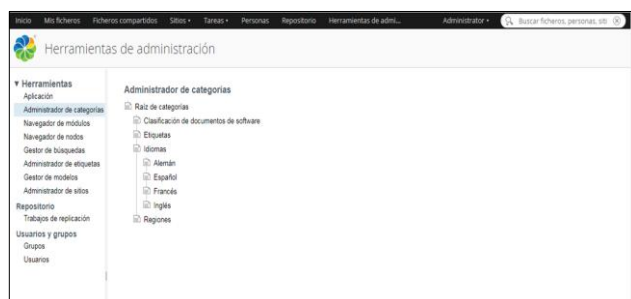 Inicio Mis ficheros Ficheros compartidos Sitios Tareas Personas Repositorio Herramientas de admi... Administrator Buscar ficheros, personas, siti
Herramientas de administración
Herramientas
Aplicación
Administrador de categorías
Navegador de módulos
Navegador de nodos
Gestor de búsquedas
Administrador de etiquetas
Gestor de modelos
Administrador de sitios
Repositorio
Trabajos de replicación
Usuarios y grupos
Grupos
Usuarios
Administrador de categorías
Raíz de categorías
Clasificación de documentos de software
Etiquetas
Idiomas
Alemán
Español
Francés
Inglés
Regiones